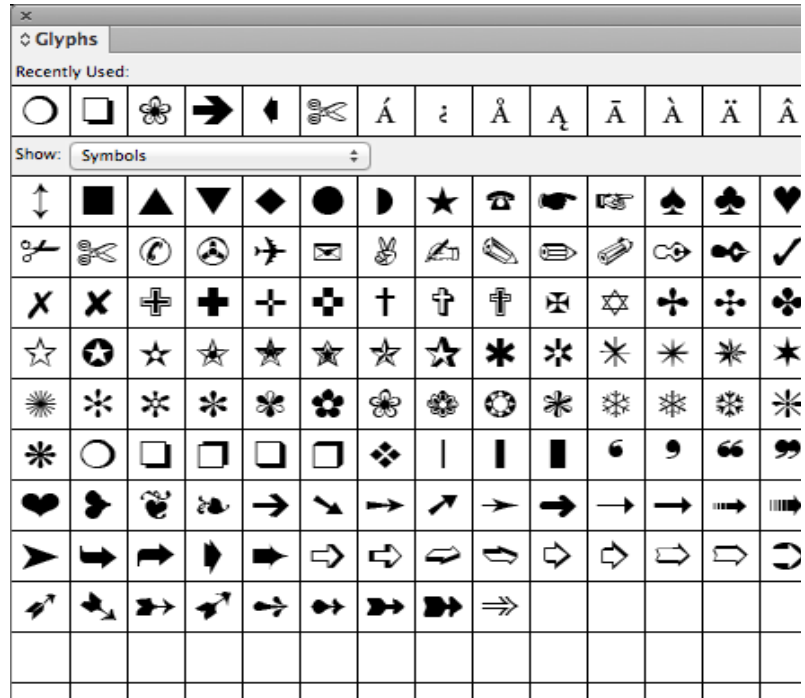 Glyphs
Recently Used:
❍ ❏ ❀ ➔ ✄ Á ¿ Å Ą Ā À Ä Â
Show: Symbols
↕ ■ ▲ ▼ ◆ ● ◗ ★ ☎ ☛ ☞ ♠ ♣ ♥
✃ ✄ ✆ ✇ ✈ ✉ ✌ ✍ ✎ ✏ ✐ ✑ ✒ ✓
✗ ✘ ✙ ✚ ✛ ✜ † ✞ ✟ ✠ ✡ ✢ ✣ ✤
☆ ✪ ✫ ✬ ✭ ✮ ✯ ✰ ✱ ✲ ✳ ✴ ✵ ✶
✺ ✻ ✼ ✽ ✾ ✿ ❀ ❁ ❂ ❃ ❄ ❅ ❆ ❇
❋ ❍ ❏ ❐ ❑ ❒ ❖ ❘ ❙ ❚ ❛ ❜ ❝ ❞
❤ ❥ ❦ ❧ ➔ ➘ ➙ ➚ ➛ ➜ ➝ ➞ ➟ ➠
➤ ➥ ➦ ➧ ➨ ➩ ➪ ➫ ➬ ➭ ➮ ➯ ➱ ➲
➶ ➴ ➳ ➹ ➺ ➻ ➼ ➽ ➾